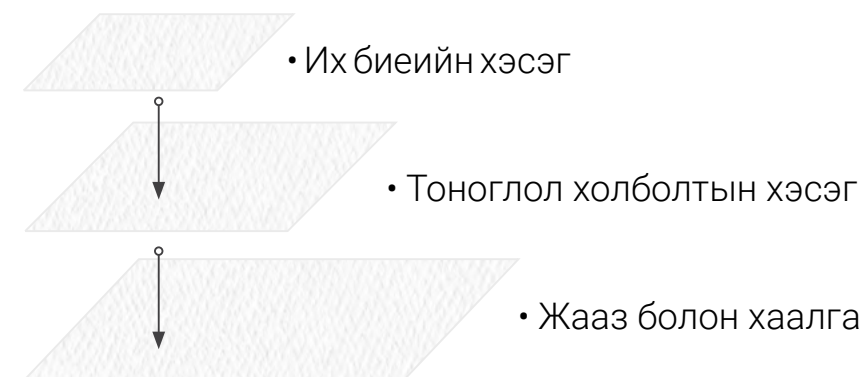 • Их биеийн хэсэг
• Тоноглол холболтын хэсэг
• Жааз болон хаалга